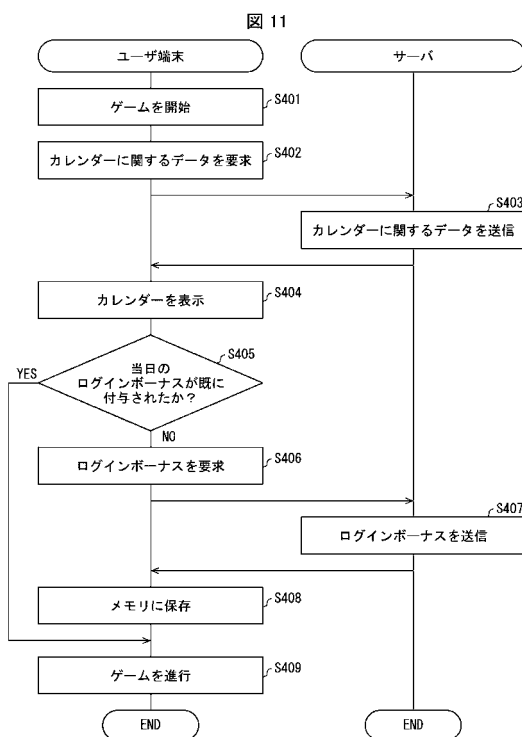 図 11
ユーザ端末
サーバ
S401
ゲームを開始
S402
カレンダーに関するデータを要求
S403
カレンダーに関するデータを送信
S404
カレンダーを表示
S405
YES
当日の
ログインボーナスが既に
付与されたか？
NO
S406
ログインボーナスを要求
S407
ログインボーナスを送信
S408
メモリに保存
S409
ゲームを進行
END
END